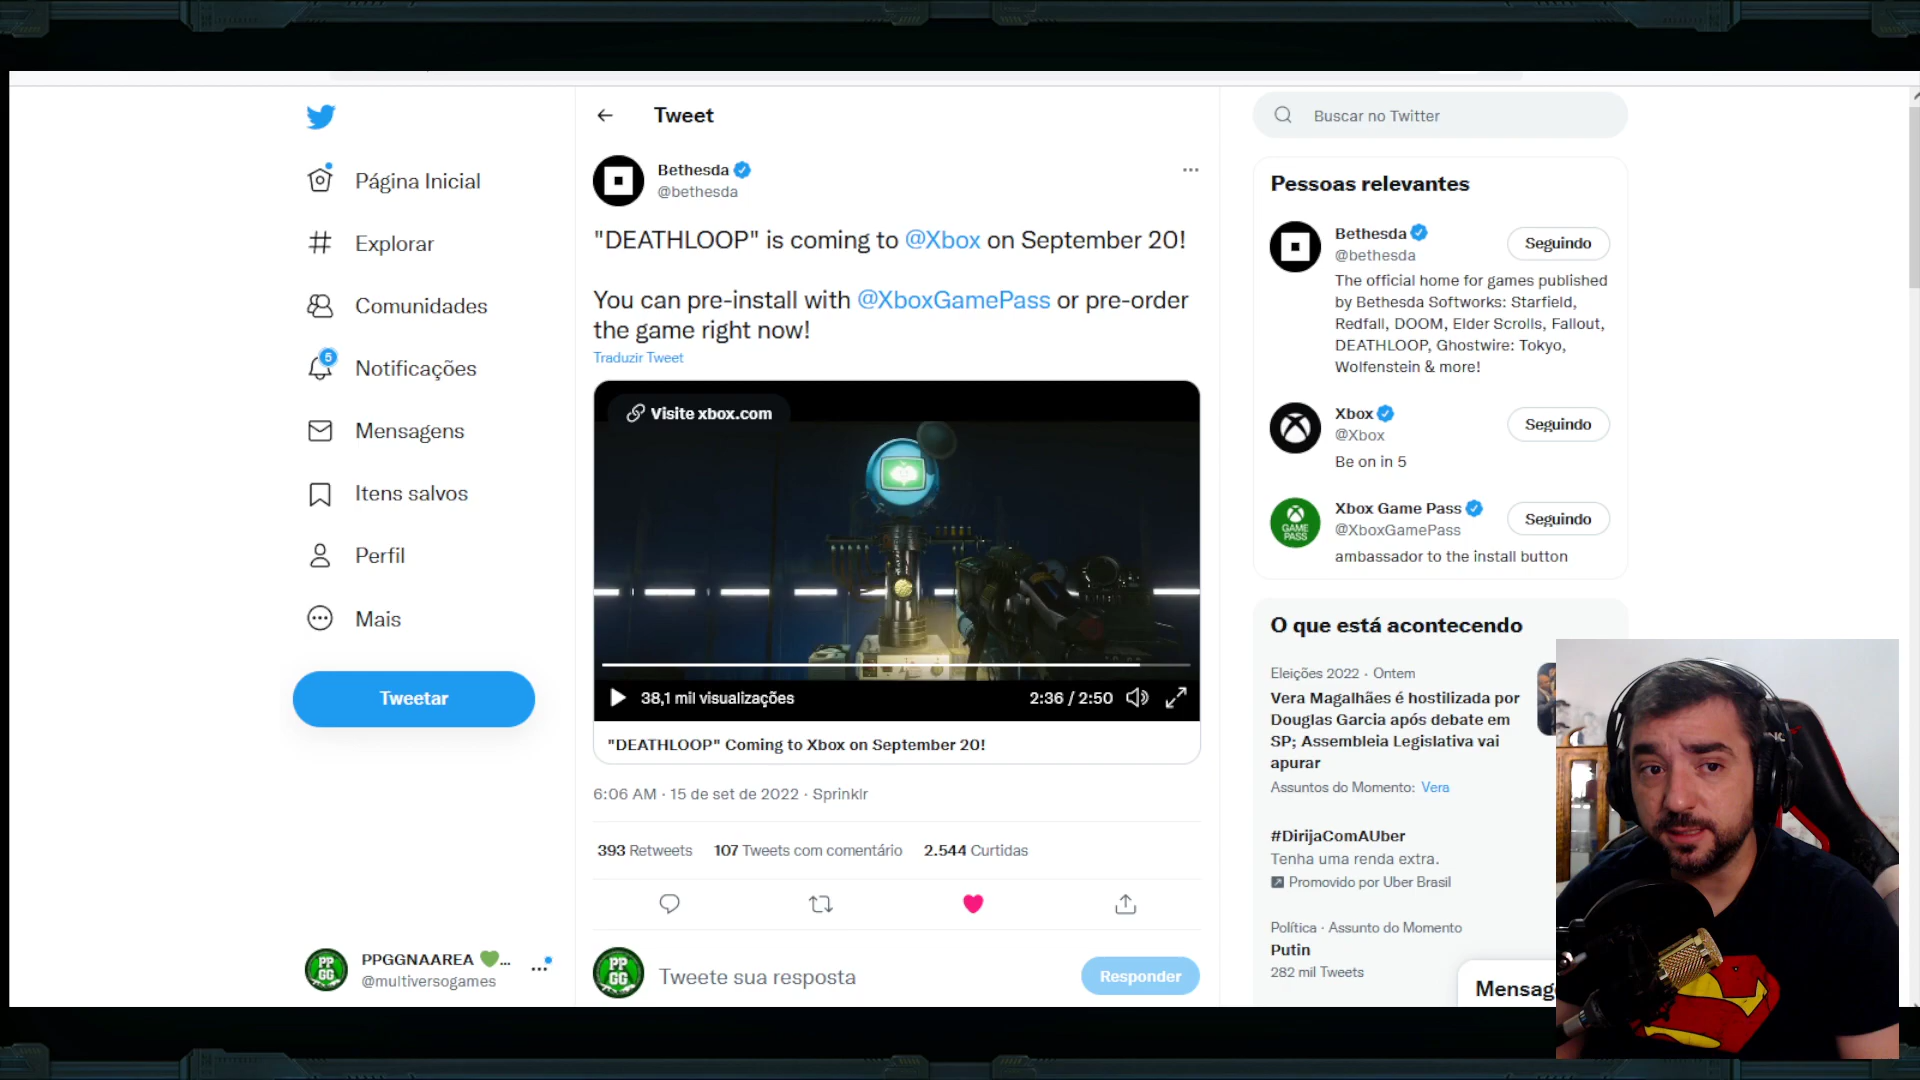 Página Inicial
Explorar
Comunidades
5
Notificações
Mensagens
Itens salvos
Perfil
Mais
Tweetar
PPGGNAAREA 💚...
@multiversogames
Tweet
Bethesda
@bethesda
"DEATHLOOP" is coming to @Xbox on September 20!
You can pre-install with @XboxGamePass or pre-order
the game right now!
Traduzir Tweet
Visite xbox.com
38,1 mil visualizações
2:36 / 2:50
"DEATHLOOP" Coming to Xbox on September 20!
6:06 AM · 15 de set de 2022 · Sprinklr
393 Retweets 107 Tweets com comentário 2.544 Curtidas
PP
GG
Tweete sua resposta
Responder
Buscar no Twitter
Pessoas relevantes
Bethesda
@bethesda
Seguindo
The official home for games published
by Bethesda Softworks: Starfield,
Redfall, DOOM, Elder Scrolls, Fallout,
DEATHLOOP, Ghostwire: Tokyo,
Wolfenstein & more!
Xbox
@Xbox
Seguindo
Be on in 5
GAME
PASS
Xbox Game Pass
@XboxGamePass
Seguindo
ambassador to the install button
O que está acontecendo
Eleições 2022 · Ontem
Vera Magalhães é hostilizada por
Douglas Garcia após debate em
SP; Assembleia Legislativa vai
apurar
Assuntos do Momento: Vera
#DirijaComAUber
Tenha uma renda extra.
Promovido por Uber Brasil
Política · Assunto do Momento
Putin
282 mil Tweets
Mensag
PP
GG